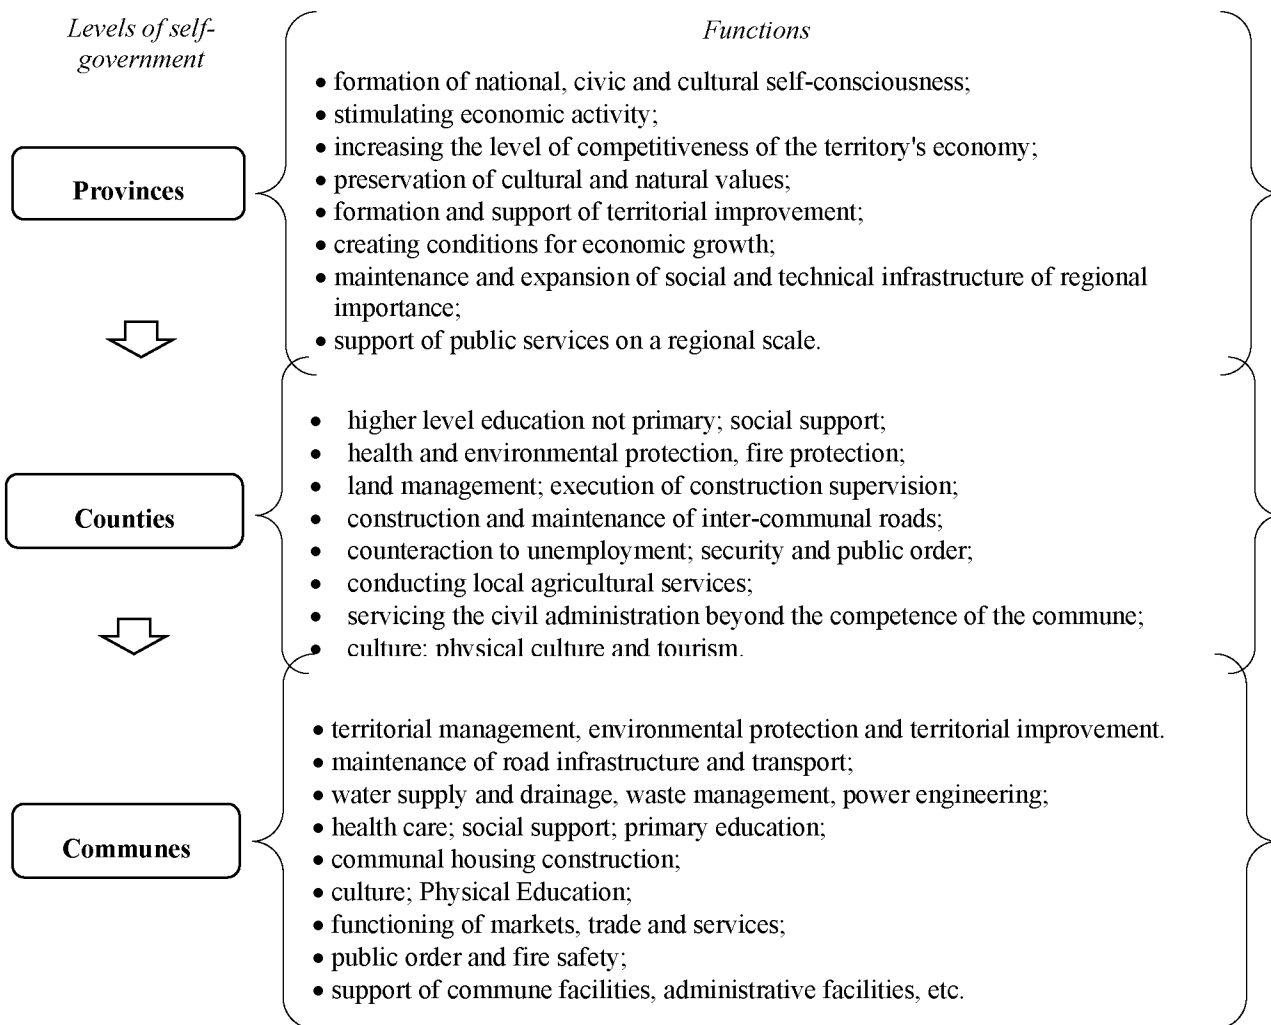 Levels of self-
government
Functions
• formation of national, civic and cultural self-consciousness;
• stimulating economic activity;
• increasing the level of competitiveness of the territory's economy;
• preservation of cultural and natural values;
• formation and support of territorial improvement;
• creating conditions for economic growth;
• maintenance and expansion of social and technical infrastructure of regional
importance;
• support of public services on a regional scale.
Provinces
• higher level education not primary; social support;
• health and environmental protection, fire protection;
• land management; execution of construction supervision;
• construction and maintenance of inter-communal roads;
• counteraction to unemployment; security and public order;
• conducting local agricultural services;
• servicing the civil administration beyond the competence of the commune;
• culture; physical culture and tourism.
Counties
• territorial management, environmental protection and territorial improvement.
• maintenance of road infrastructure and transport;
• water supply and drainage, waste management, power engineering;
• health care; social support; primary education;
• communal housing construction;
• culture; Physical Education;
• functioning of markets, trade and services;
• public order and fire safety;
• support of commune facilities, administrative facilities, etc.
Communes